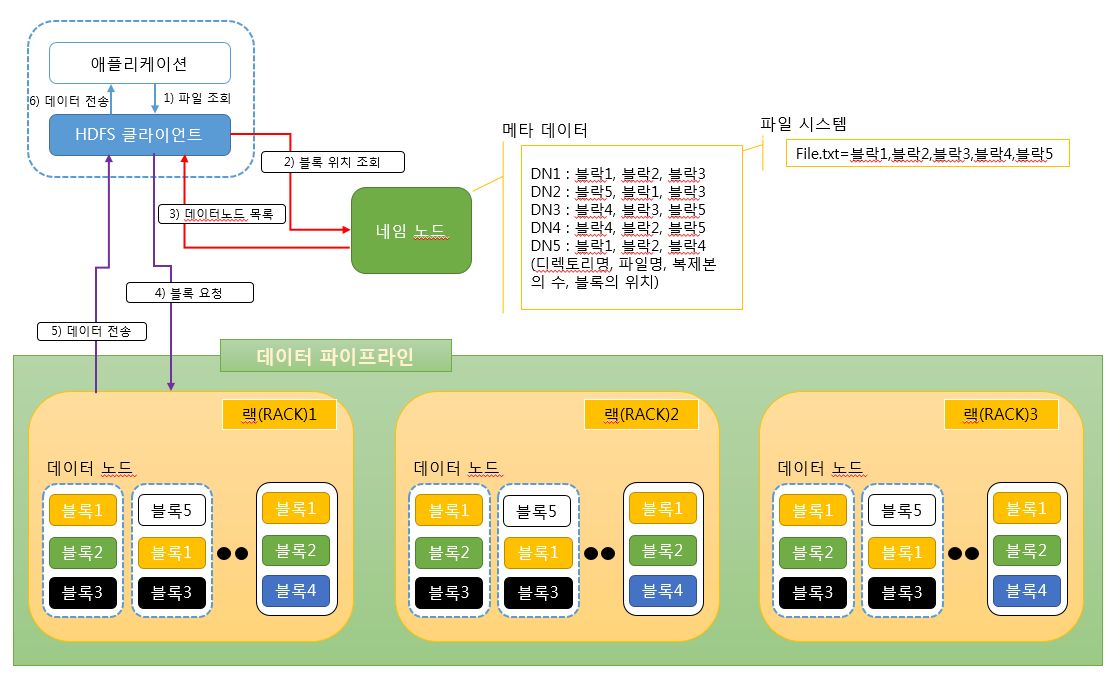 애플리케이션
6) 데이터 전송
1) 파일 조회
HDFS 클라이언트
2) 블록 위치 조회
3) 데이터노드 목록
네임 노드
4) 블록 요청
5) 데이터 전송
메타 데이터
DN1 : 블락1, 블락2, 블락3
DN2 : 블락5, 블락1, 블락3
DN3 : 블락4, 블락3, 블락5
DN4 : 블락4, 블락2, 블락5
DN5 : 블락1, 블락2, 블락4
(디렉토리명, 파일명, 복제본
의 수, 블록의 위치)
파일 시스템
File.txt=블락1,블락2,블락3,블락4,블락5
데이터 파이프라인
랙(RACK)1
데이터 노드
블록1
블록2
블록3
블록5
블록1
블록3
블록1
블록2
블록4
랙(RACK)2
데이터 노드
블록1
블록2
블록3
블록5
블록1
블록3
블록1
블록2
블록4
랙(RACK)3
데이터 노드
블록1
블록2
블록3
블록5
블록1
블록3
블록1
블록2
블록4